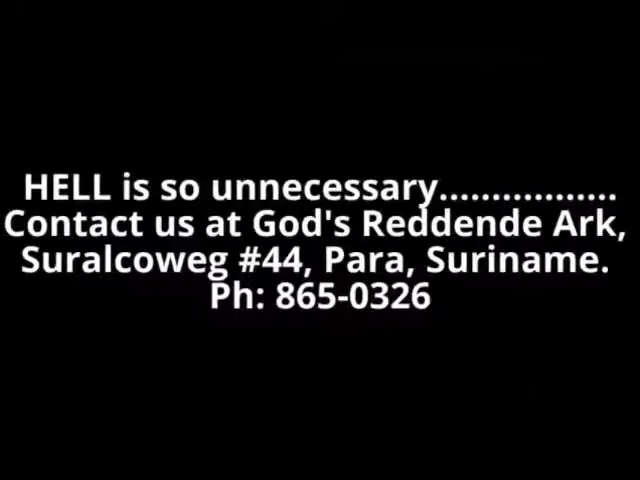 HELL is so unnecessary.................
Contact us at God's Reddende Ark,
Suralcoweg #44, Para, Suriname.
Ph: 865-0326